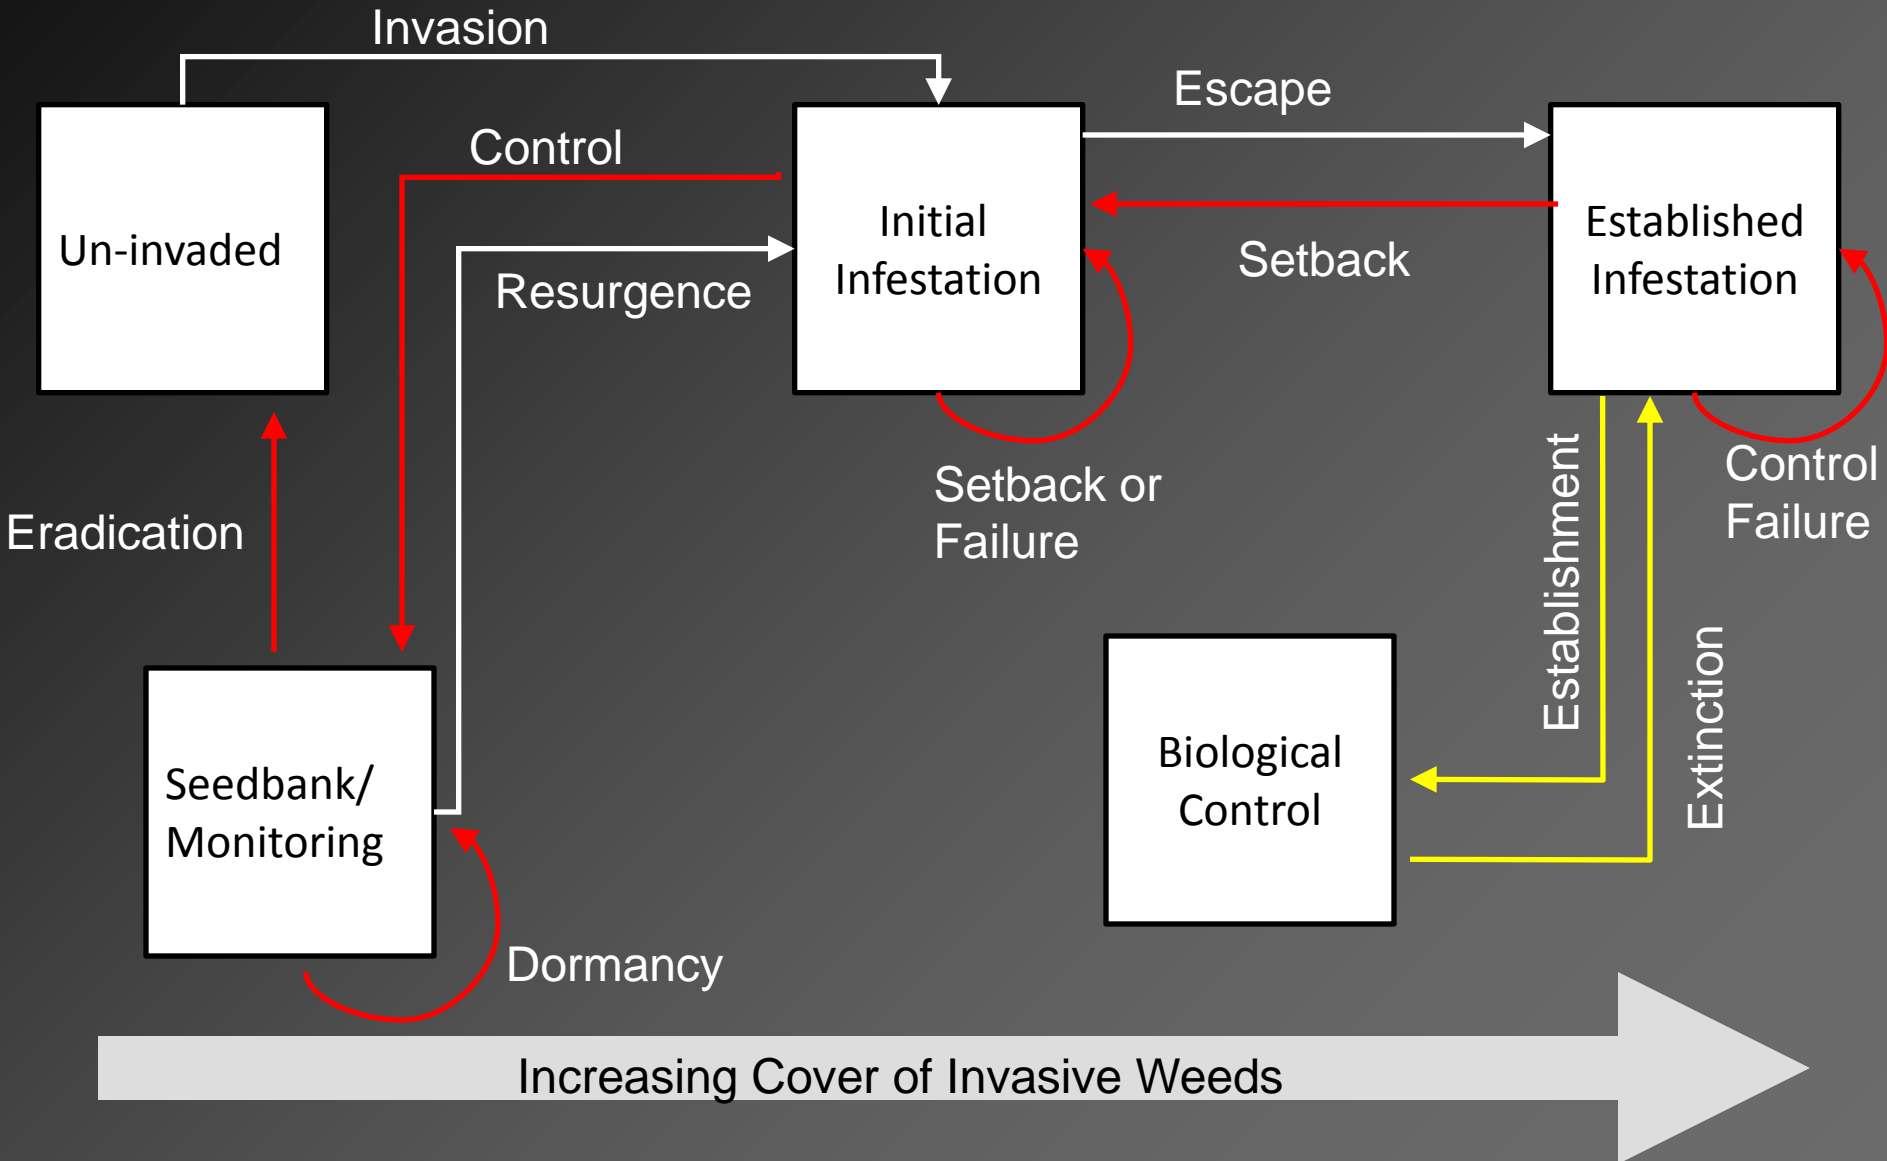 Invasion
Escape
Control
Un-invaded
Initial
Infestation
Established
Infestation
Setback
Resurgence
Setback or
Failure
Control
Failure
Eradication
Establishment
Extinction
Seedbank/
Monitoring
Biological
Control
Dormancy
Increasing Cover of Invasive Weeds